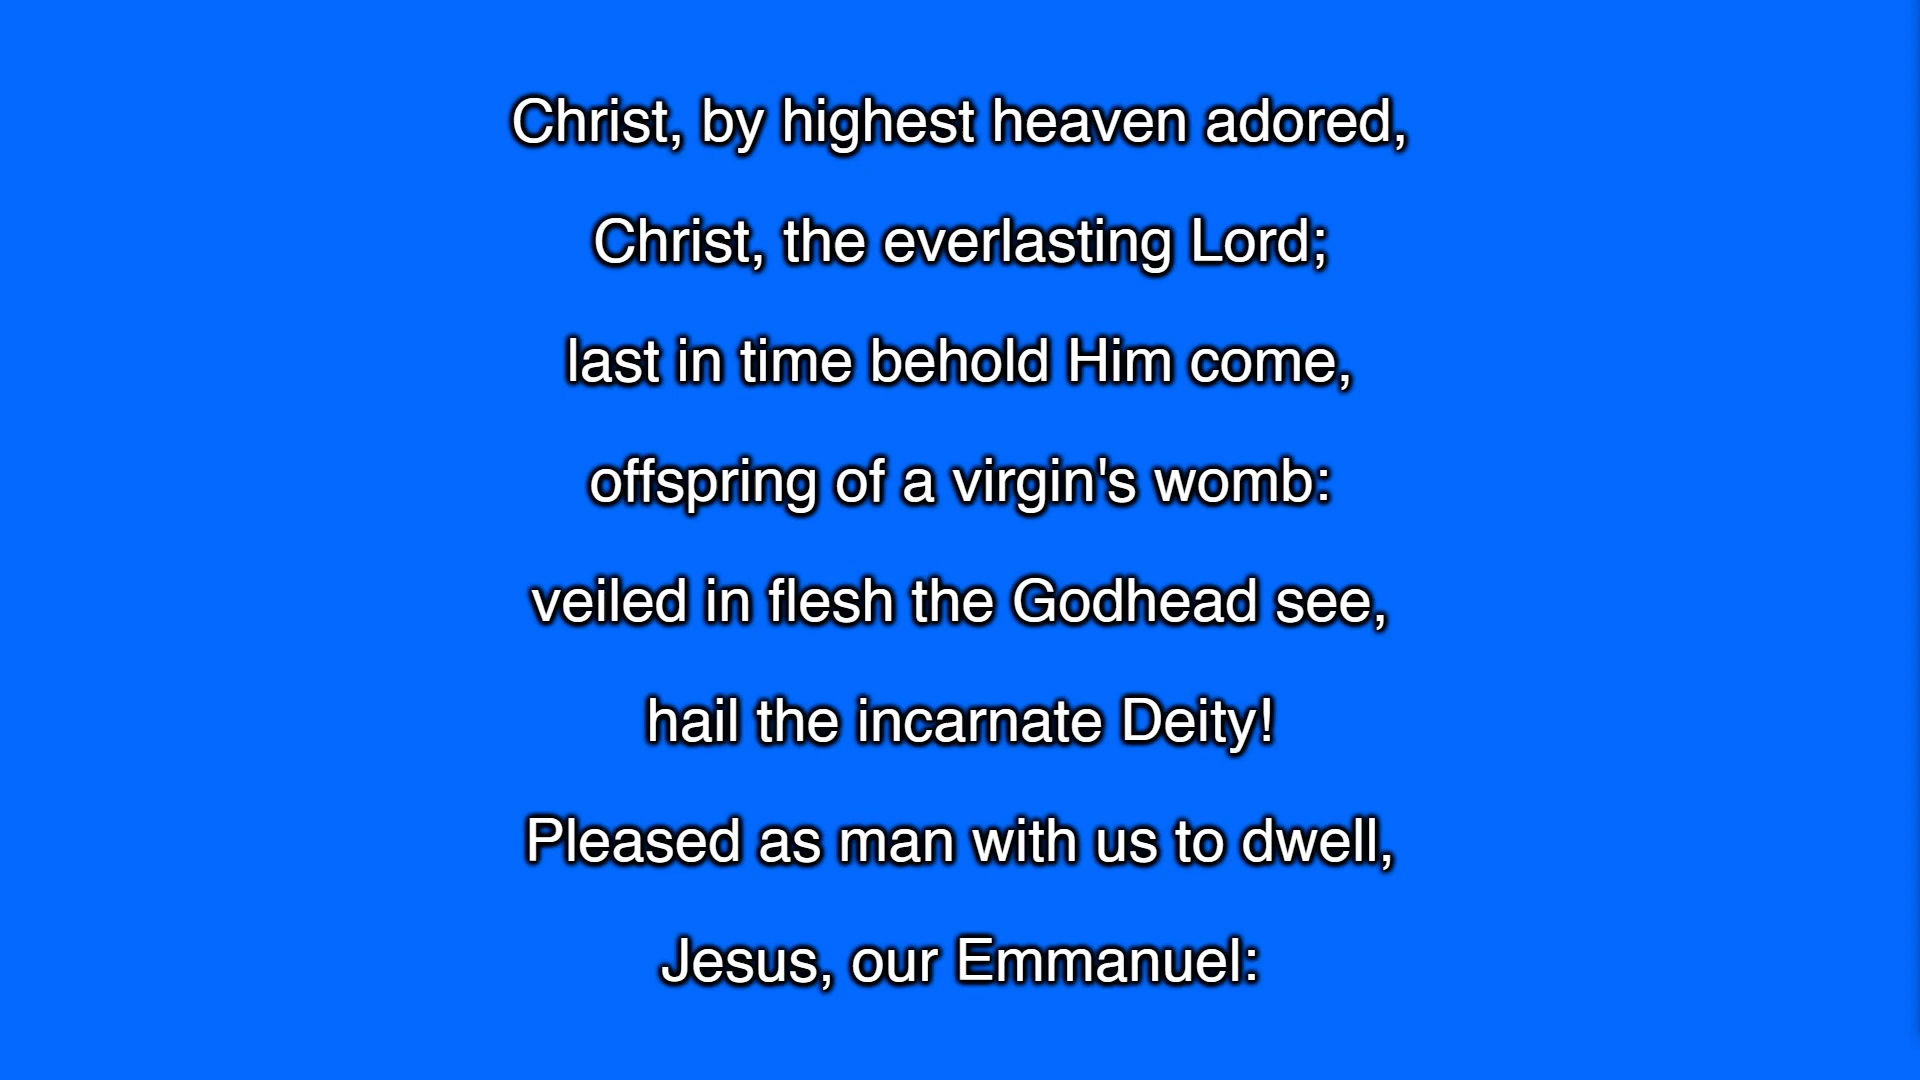 Christ, by highest heaven adored,
Christ, the everlasting Lord;
last in time behold Him come,
offspring of a virgin's womb:
veiled in flesh the Godhead see,
hail the incarnate Deity!
Pleased as man with us to dwell,
Jesus, our Emmanuel: